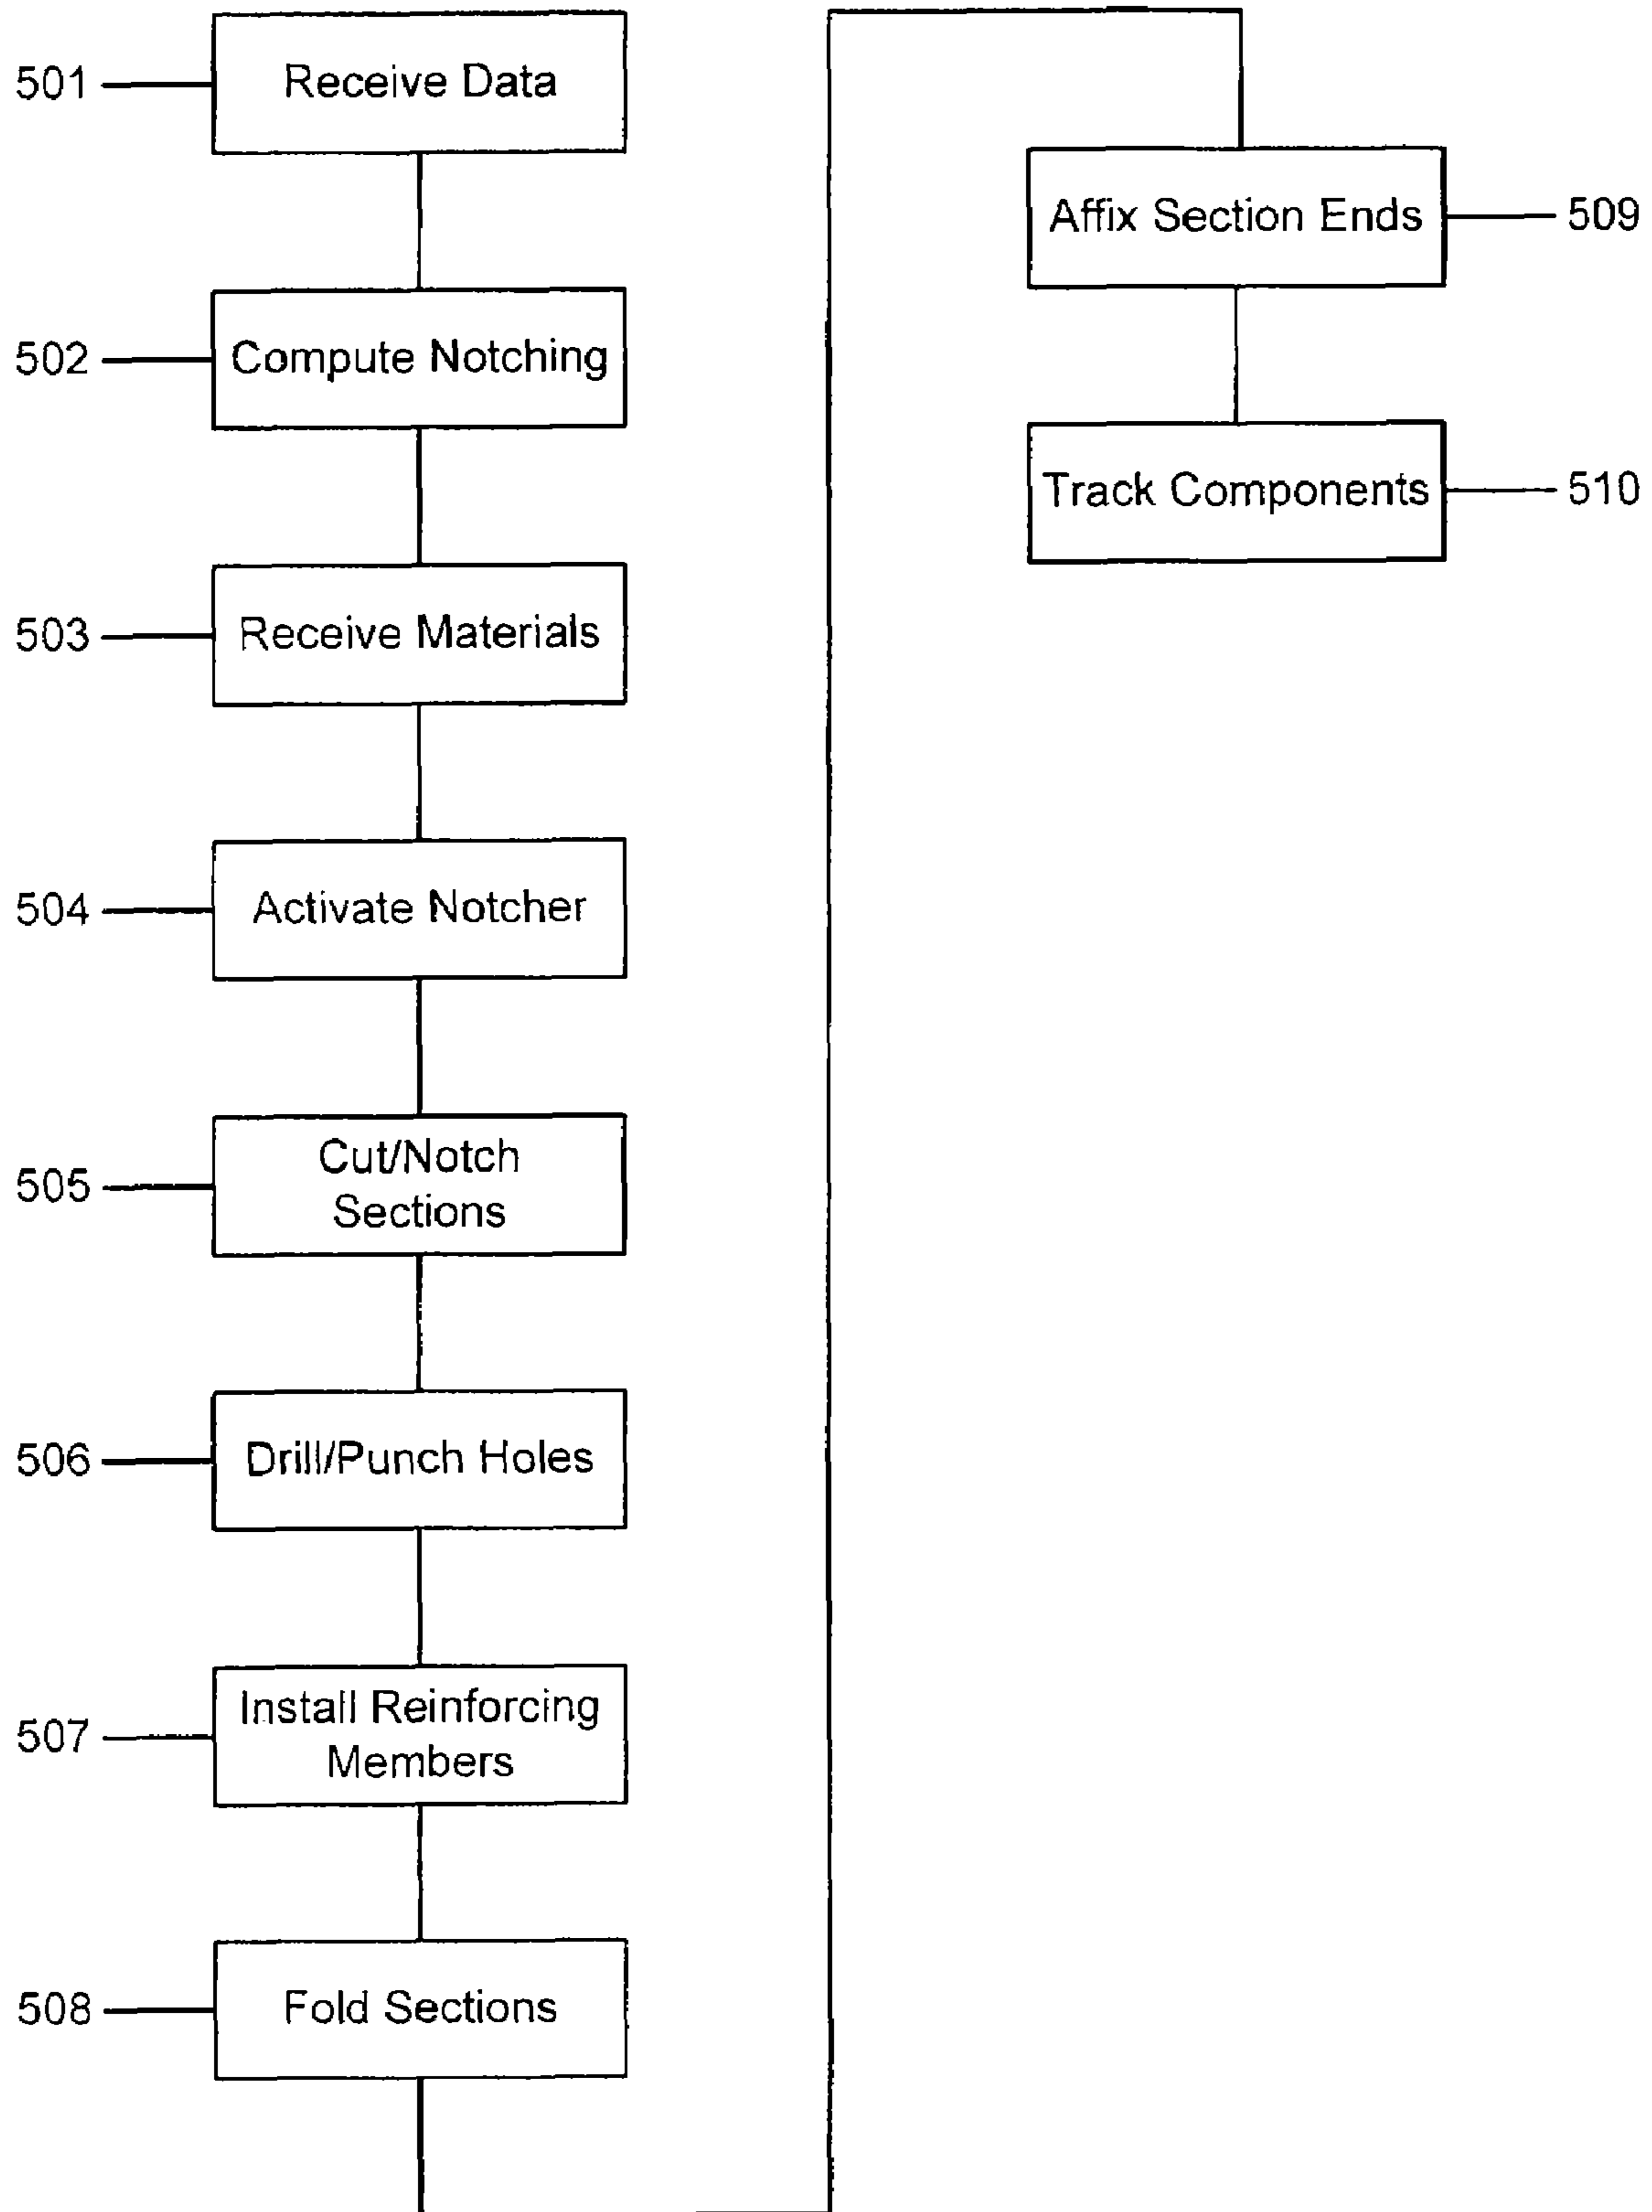 501
Receive Data
502
Compute Notching
503
Receive Materials
504
Activate Notcher
505
Cut/Notch
Sections
506
Drill/Punch Holes
507
Install Reinforcing
Members
508
Fold Sections
Affix Section Ends
509
Track Components
510